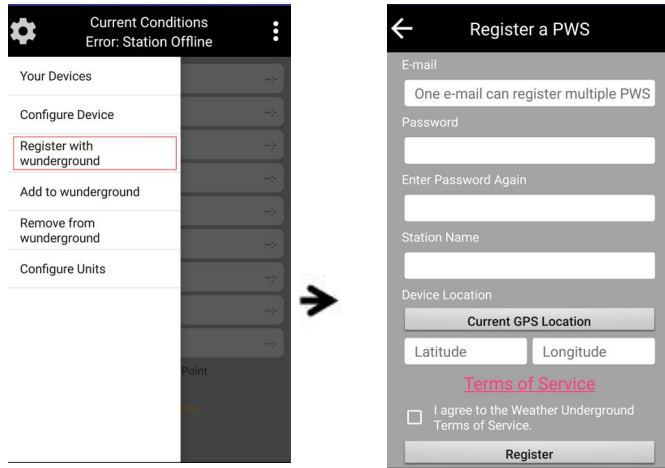 Current Conditions
Error: Station Offline
Your Devices
--:-
Configure Device
--:-
Register with
wunderground
--:-
Add to wunderground
--:-
--:-
Remove from
wunderground
--:-
Configure Units
--:-
--:-
--:-
Point
Register a PWS
E-mail
One e-mail can register multiple PWS
Password
Enter Password Again
Station Name
Device Location
Current GPS Location
Latitude
Longitude
Terms of Service
I agree to the Weather Underground
Terms of Service.
Register